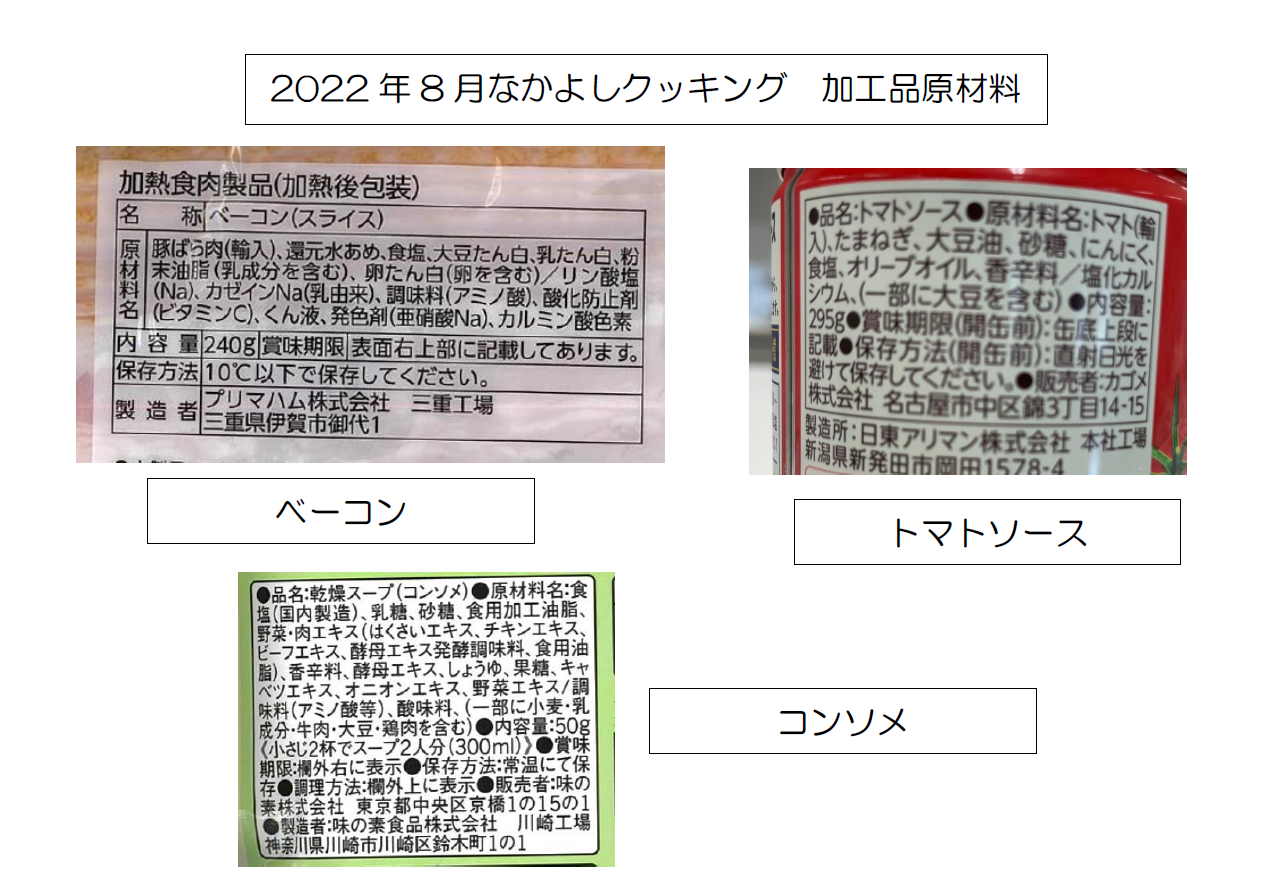 2022年8月なかよしクッキング　加工品原材料
加熱食肉製品(加熱後包装)
名　称 ベーコン(スライス)
原材料名 豚ばら肉(輸入)、還元水あめ、食塩、大豆たん白、乳たん白、粉
末油脂(乳成分を含む)、卵たん白(卵を含む)／リン酸塩
(Na)、カゼインNa(乳由来)、調味料(アミノ酸)、酸化防止剤
(ビタミンC)、くん液、発色剤(亜硝酸Na)、カルミン酸色素
内容量 240g 賞味期限 表面右上部に記載してあります。
保存方法 10℃以下で保存してください。
製造者 プリマハム株式会社　三重工場
三重県伊賀市御代1
ベーコン
●品名:トマトソース●原材料名:トマト(輸
入)、たまねぎ、大豆油、砂糖、にんにく、
食塩、オリーブオイル、香辛料／塩化カル
シウム、(一部に大豆を含む) ●内容量:
295g●賞味期限(開缶前):缶底上段に
記載●保存方法(開缶前):直射日光を
避けて保存してください。●販売者:カゴメ
株式会社 名古屋市中区錦3丁目14-15
製造所:日東アリマン株式会社 本社工場
新潟県新発田市岡田1578-4
トマトソース
●品名:乾燥スープ(コンソメ)●原材料名:食
塩(国内製造)、乳糖、砂糖、食用加工油脂、
野菜・肉エキス(はくさいエキス、チキンエキス、
ビーフエキス、酵母エキス発酵調味料、食用油
脂)、香辛料、酵母エキス、しょうゆ、果糖、キャ
ベツエキス、オニオンエキス、野菜エキス/調
味料(アミノ酸等)、酸味料、(一部に小麦・乳
成分・牛肉・大豆・鶏肉を含む)●内容量:50g
《小さじ2杯でスープ2人分(300ml)》●賞味
期限:欄外右に表示●保存方法:常温にて保
存●調理方法:欄外上に表示●販売者:味の
素株式会社 東京都中央区京橋1の15の1
●製造者:味の素食品株式会社　川崎工場
神奈川県川崎市川崎区鈴木町1の1
コンソメ